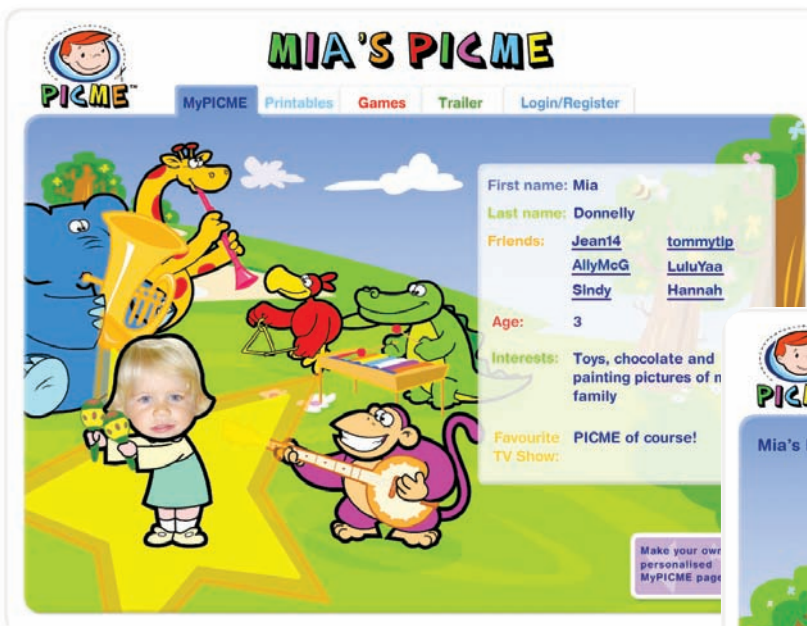 MIA'S PICME
PICME™
MyPICME Printables Games Trailer Login/Register
First name: Mia
Last name: Donnelly
Friends: Jean14 tommytip
AllyMcG LuluYaa
Sindy Hannah
Age: 3
Interests: Toys, chocolate and
painting pictures of
family
Favourite PICME of course!
TV Show:
Make your own
personalised
MyPICME page
Mia's